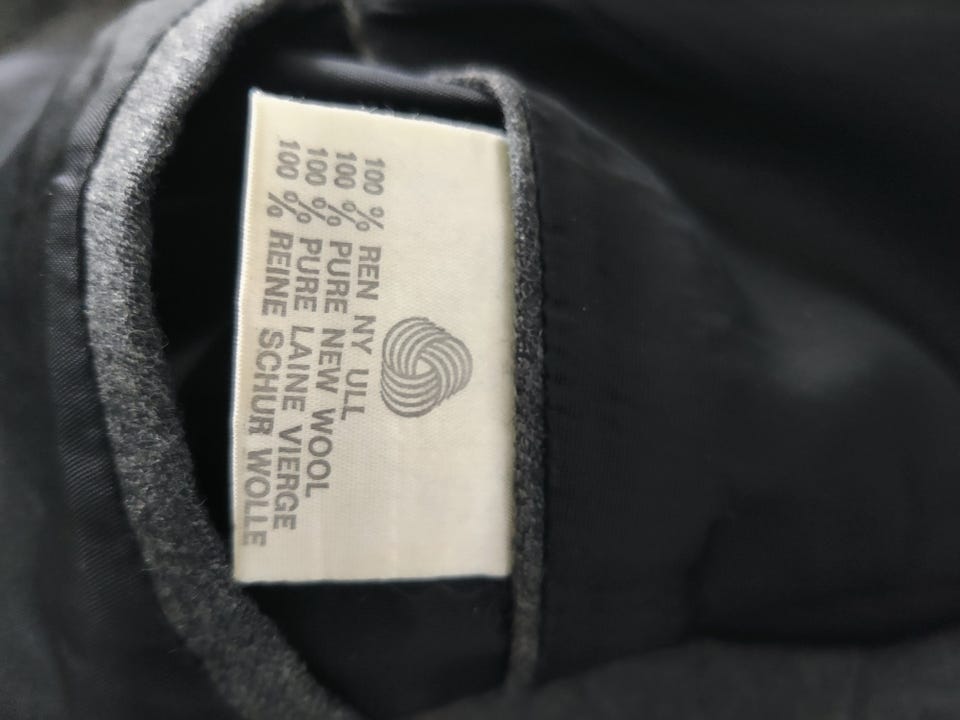 100 % REN NY ULL
100 % PURE NEW WOOL
100 % PURE LAINE VIERGE
100 % REINE SCHUR WOLLE